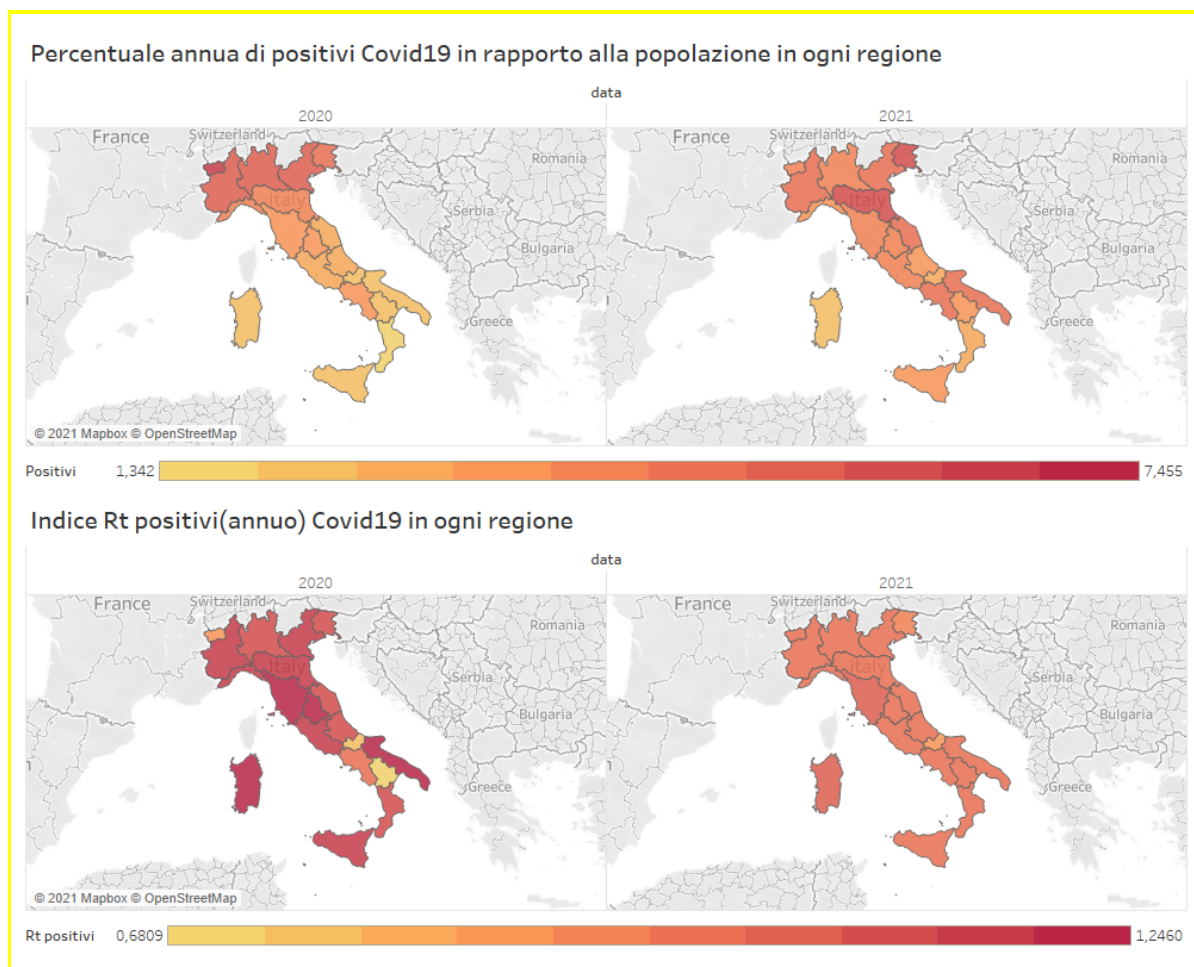 Percentuale annua di positivi Covid19 in rapporto alla popolazione in ogni regione
data
2020
2021
France
Switzerland
Romania
Italy
Serbia
Bulgaria
Greece
France
Switzerland
Romania
Italy
Serbia
Bulgaria
Greece
© 2021 Mapbox © OpenStreetMap
Positivi 1,342 7,455
Indice Rt positivi(annuo) Covid19 in ogni regione
data
2020
2021
France
Switzerland
Romania
Italy
Serbia
Bulgaria
Greece
France
Switzerland
Romania
Italy
Serbia
Bulgaria
Greece
© 2021 Mapbox © OpenStreetMap
Rt positivi 0,6809 1,2460